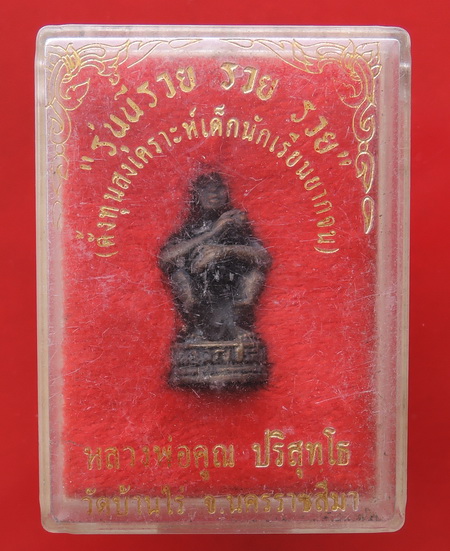 "รุ่นนี้รวย รวย รวย"
(ตั้งทุนสงเคราะห์เด็กนักเรียนยากจน)
หลวงพ่อคูณ ปริสุทโธ
วัดบ้านไร่ จ.นครราชสีมา